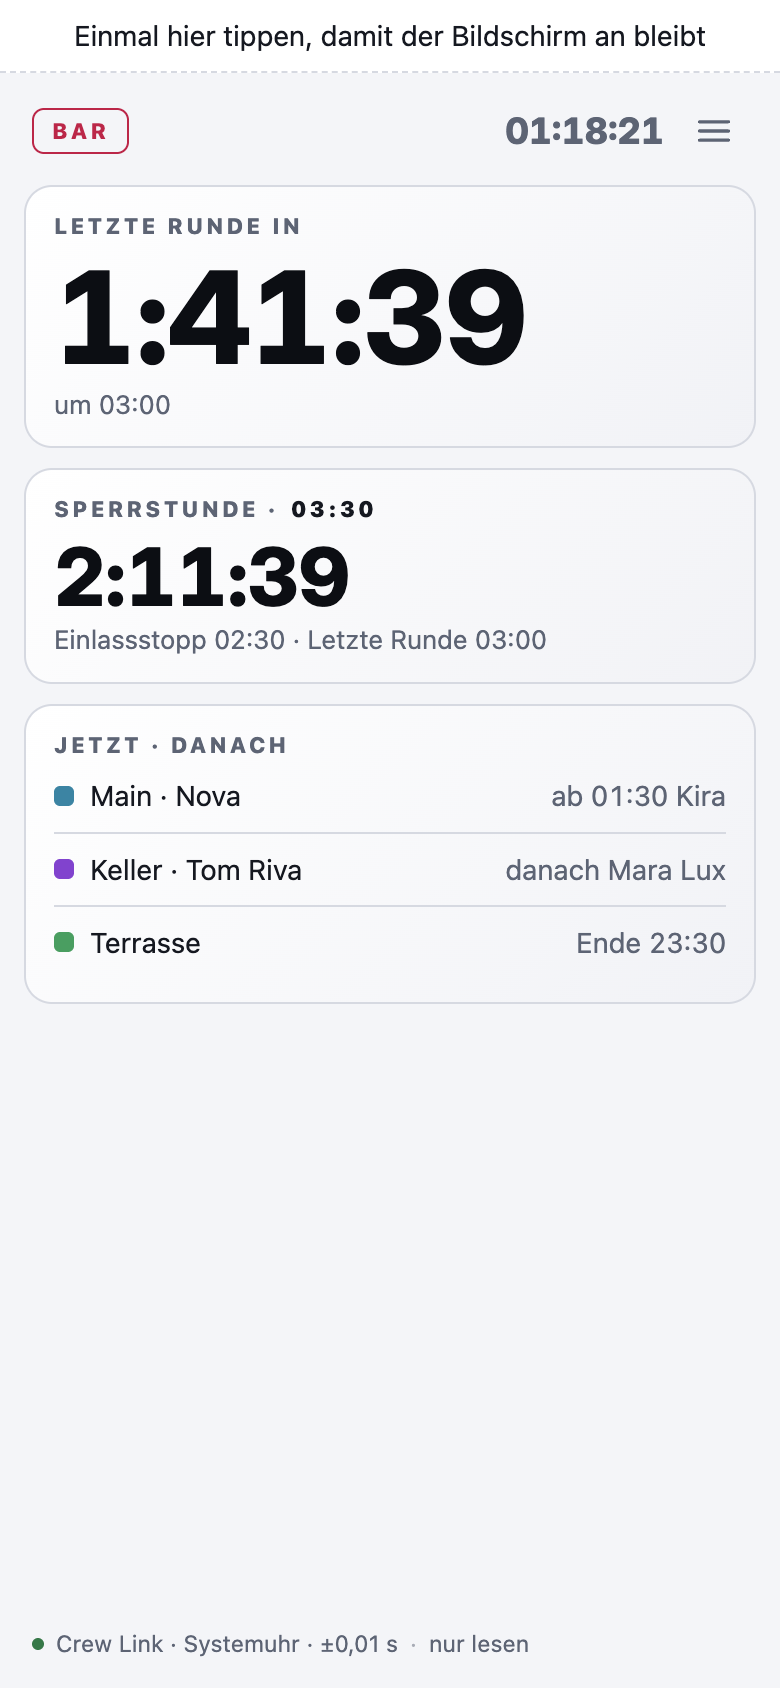 Einmal hier tippen, damit der Bildschirm an bleibt
BAR
01:18:21
LETZTE RUNDE IN
1:41:39
um 03:00
SPERRSTUNDE · 03:30
2:11:39
Einlassstopp 02:30 · Letzte Runde 03:00
JETZT · DANACH
Main · Nova ab 01:30 Kira
Keller · Tom Riva danach Mara Lux
Terrasse Ende 23:30
Crew Link · Systemuhr · ±0,01 s · nur lesen